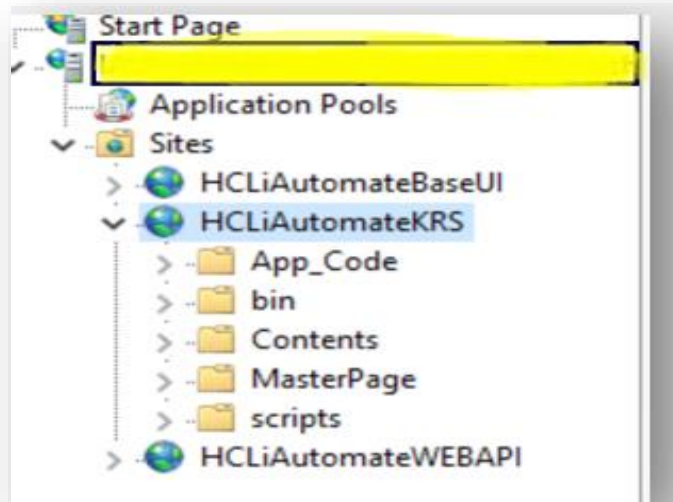 Start Page
Application Pools
Sites
HCLiAutomateBaseUI
HCLiAutomateKRS
App_Code
bin
Contents
MasterPage
scripts
HCLiAutomateWEBAPI